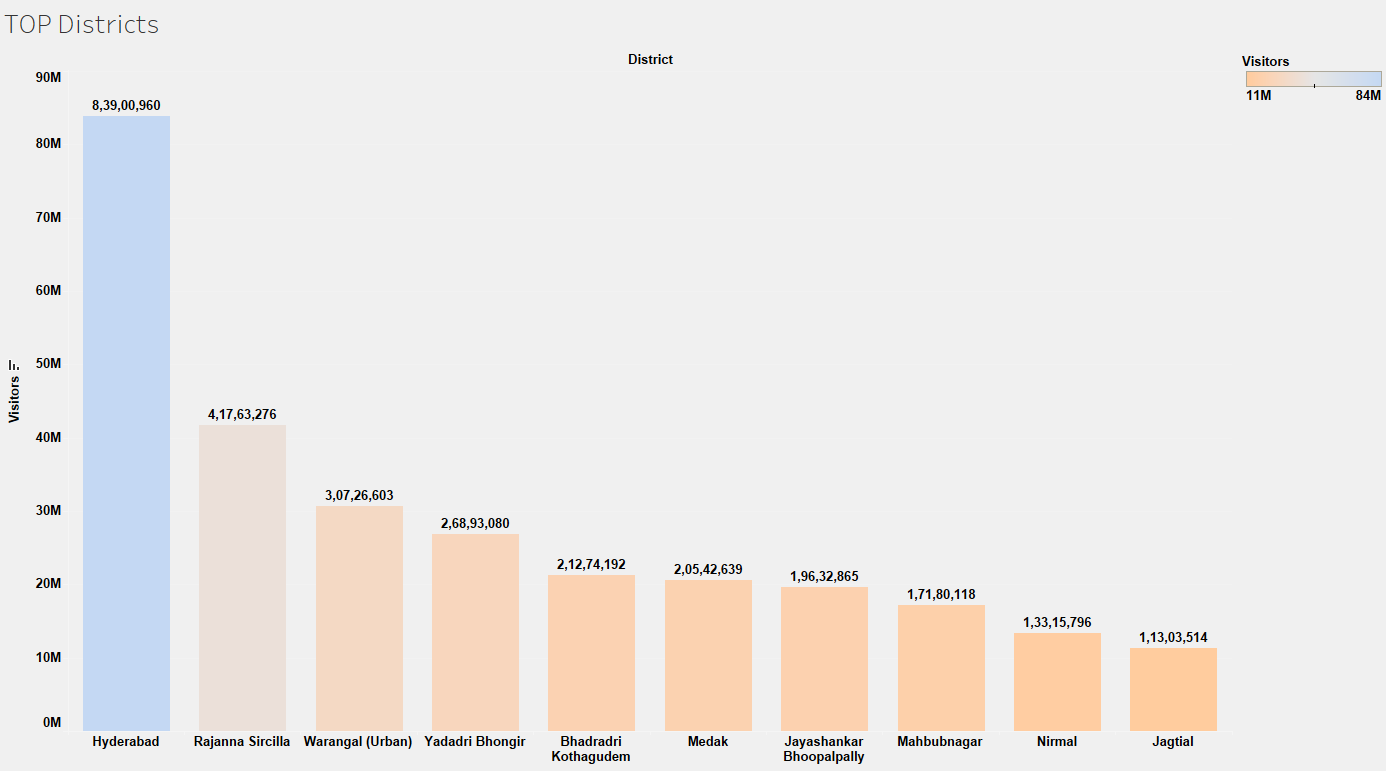 TOP Districts
District
Visitors
11M 84M
90M
80M
70M
60M
50M
40M
30M
20M
10M
0M
Visitors
8,39,00,960
4,17,63,276
3,07,26,603
2,68,93,080
2,12,74,192
2,05,42,639
1,96,32,865
1,71,80,118
1,33,15,796
1,13,03,514
Hyderabad
Rajanna Sircilla
Warangal (Urban)
Yadadri Bhongir
Bhadradri
Kothagudem
Medak
Jayashankar
Bhoopalpally
Mahbubnagar
Nirmal
Jagtial